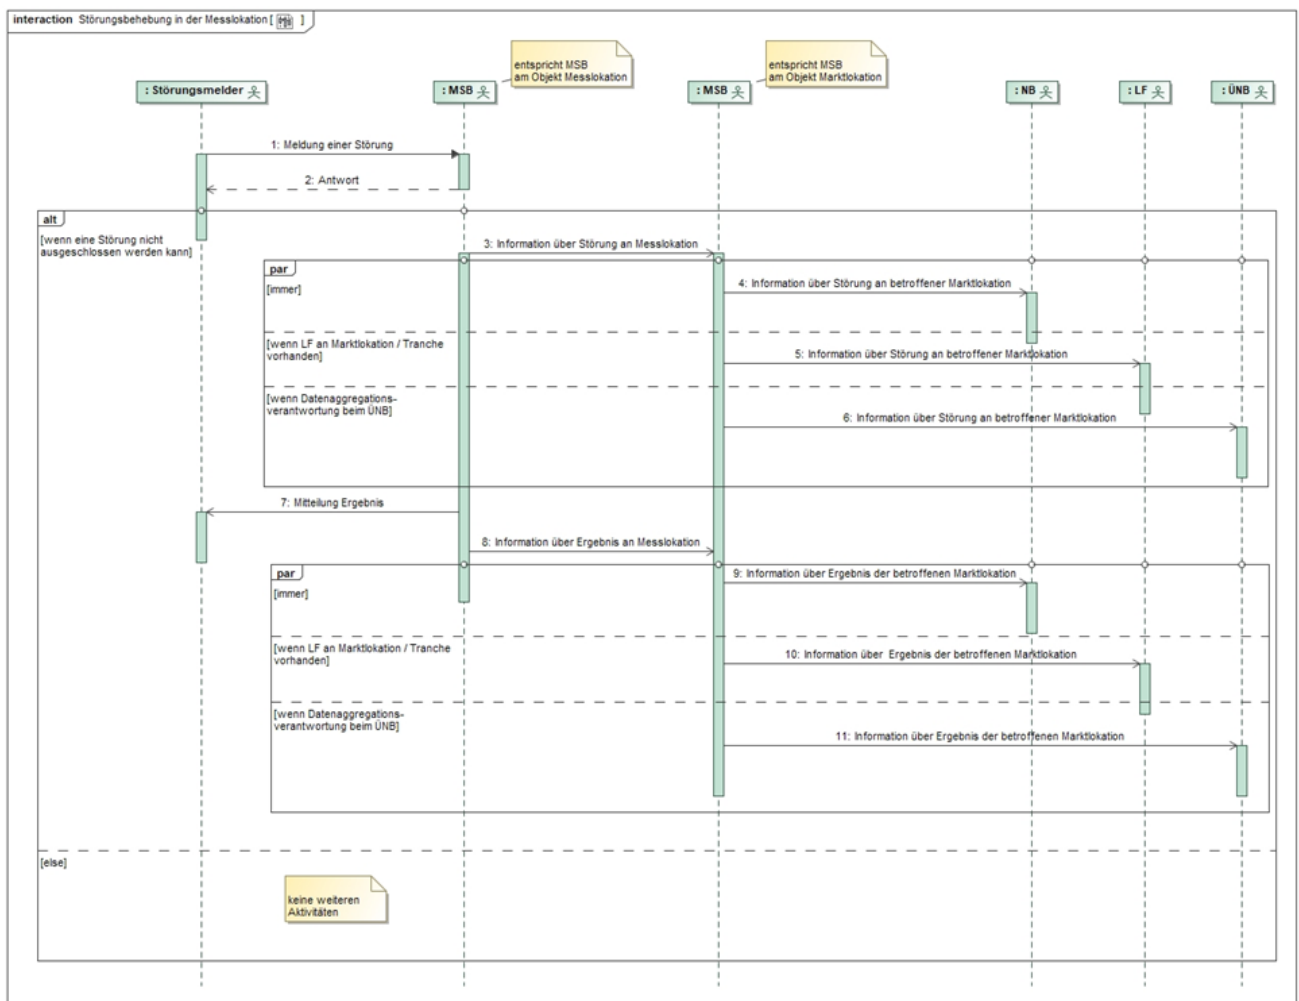 interaction Störungsbehebung in der Messlokation [ ]
entspricht MSB
am Objekt Messlokation
entspricht MSB
am Objekt Marktlokation
: Störungsmelder
: MSB
: MSB
: NB
: LF
: ÜNB
1: Meldung einer Störung
2: Antwort
alt
[wenn eine Störung nicht
ausgeschlossen werden kann]
3: Information über Störung an Messlokation
par
[immer]
4: Information über Störung an betroffener Marktlokation
[wenn LF an Marktlokation / Tranche
vorhanden]
5: Information über Störung an betroffener Marktlokation
[wenn Datenaggregations-
verantwortung beim ÜNB]
6: Information über Störung an betroffener Marktlokation
7: Mitteilung Ergebnis
8: Information über Ergebnis an Messlokation
par
[immer]
9: Information über Ergebnis der betroffenen Marktlokation
[wenn LF an Marktlokation / Tranche
vorhanden]
10: Information über Ergebnis der betroffenen Marktlokation
[wenn Datenaggregations-
verantwortung beim ÜNB]
11: Information über Ergebnis der betroffenen Marktlokation
[else]
keine weiteren
Aktivitäten